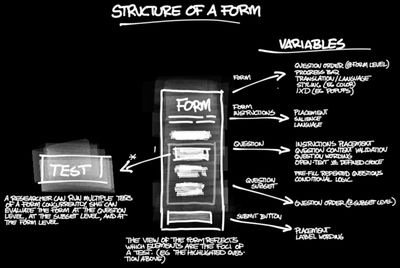 STRUCTURE OF A FORM
VARIABLES
FORM
QUESTION ORDER (@FORM LEVEL)
PROGRESS BAR
TRANSLATION/LANGUAGE
STYLING (EG COLOR)
IXD (EG POPUPS)
FORM
FORM
INSTRUCTIONS
PLACEMENT
SALIENCE
LANGUAGE
QUESTION
INSTRUCTIONS PLACEMENT
QUESTION CONTENT VALIDATION
QUESTION WORDING
OPEN-TEXT VS DEFINED CHOICE
PRE-FILL REPEATED QUESTIONS
CONDITIONAL LOGIC
TEST
QUESTION
SUBSET
QUESTION ORDER (@SUBSET LEVEL)
A RESEARCHER CAN RUN MULTIPLE TESTS
OF A FORM CONCURRENTLY. SHE CAN
EVALUATE THE FORM AT THE QUESTION
LEVEL, AT THE SUBSET LEVEL, AND AT
THE FORM LEVEL.
SUBMIT BUTTON
PLACEMENT
LABEL WORDING
THE VIEW OF THE FORM REFLECTS
WHICH ELEMENTS ARE THE FOCI OF
A TEST. (EG THE HIGHLIGHTED QUES-
TION ABOVE)